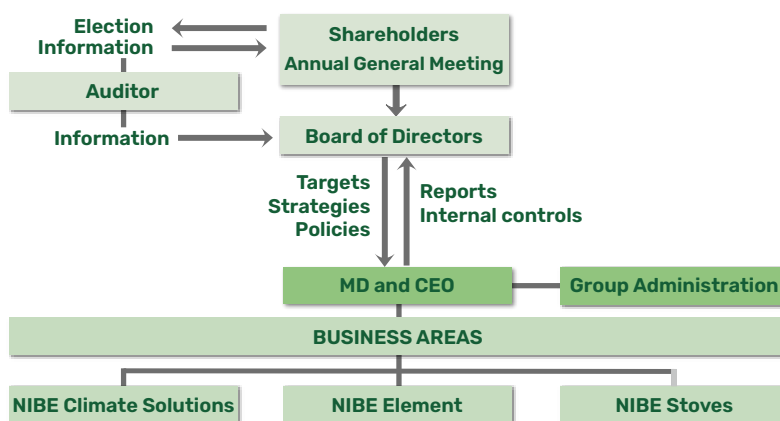 Election
Information
Shareholders
Annual General Meeting
Auditor
Information
Board of Directors
Targets
Strategies
Policies
Reports
Internal controls
MD and CEO
Group Administration
BUSINESS AREAS
NIBE Climate Solutions
NIBE Element
NIBE Stoves